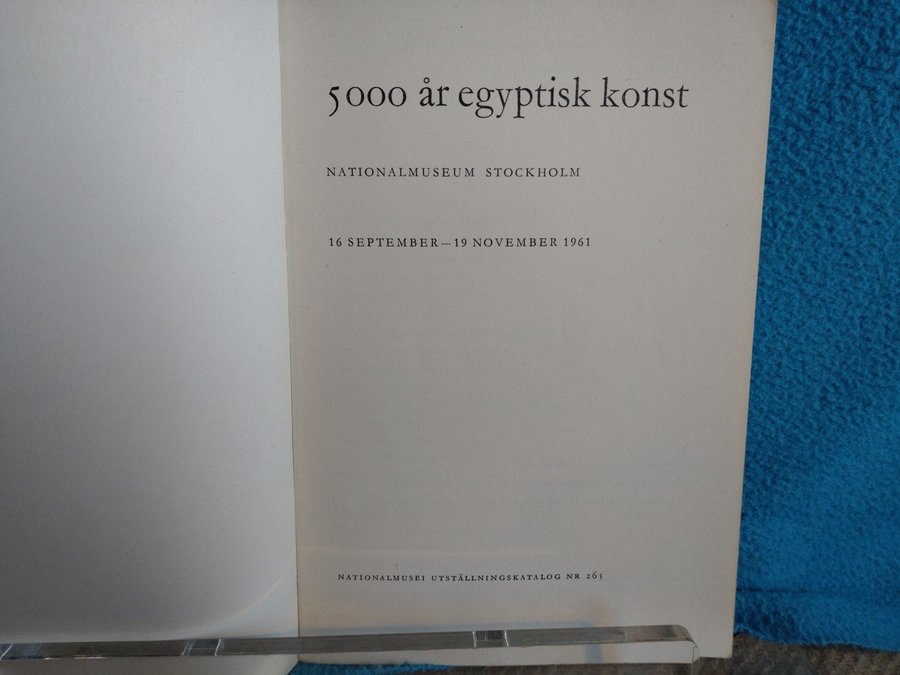 5000 år egyptisk konst
NATIONALMUSEUM STOCKHOLM
16 SEPTEMBER—19 NOVEMBER 1961
NATIONALMUSEI UTSTÄLLNINGSKATALOG NR 265